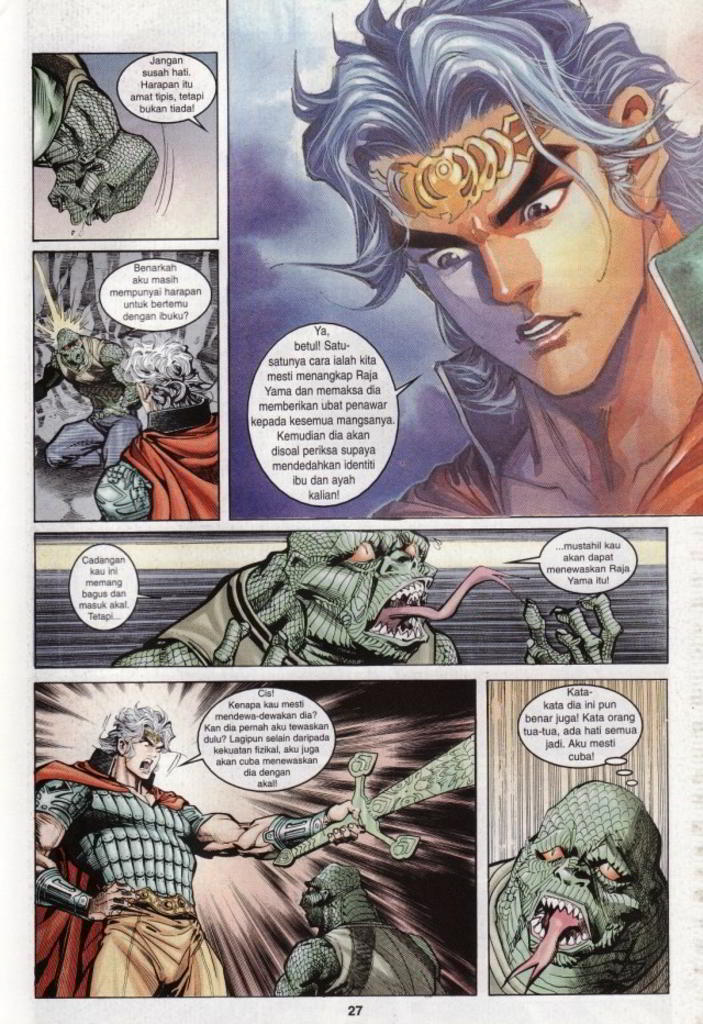 Jangan
susah hati.
Harapan itu
amat tipis, tetapi
bukan tiada!
Benarkah
aku masih
mempunyai harapan
untuk bertemu
dengan ibuku?
Ya,
betul! Satu-
satunya cara ialah kita
mesti menangkap Raja
Yama dan memaksa dia
memberikan ubat penawar
kepada kesemua mangsanya.
Kemudian dia akan
disoal periksa supaya
mendedahkan identiti
ibu dan ayah
kalian!
Cadangan
kau ini
memang
bagus dan
masuk akal.
Tetapi...
...mustahil kau
akan dapat
menewaskan Raja
Yama itu!
Cis!
Kenapa kau mesti
mendewa-dewakan dia?
Kan dia pernah aku tewaskan
dulu? Lagipun selain daripada
kekuatan fizikal, aku juga
akan cuba menewaskan
dia dengan
akal!
Kata-
kata dia ini pun
benar juga! Kata orang
tua-tua, ada hati semua
jadi. Aku mesti
cuba!
27